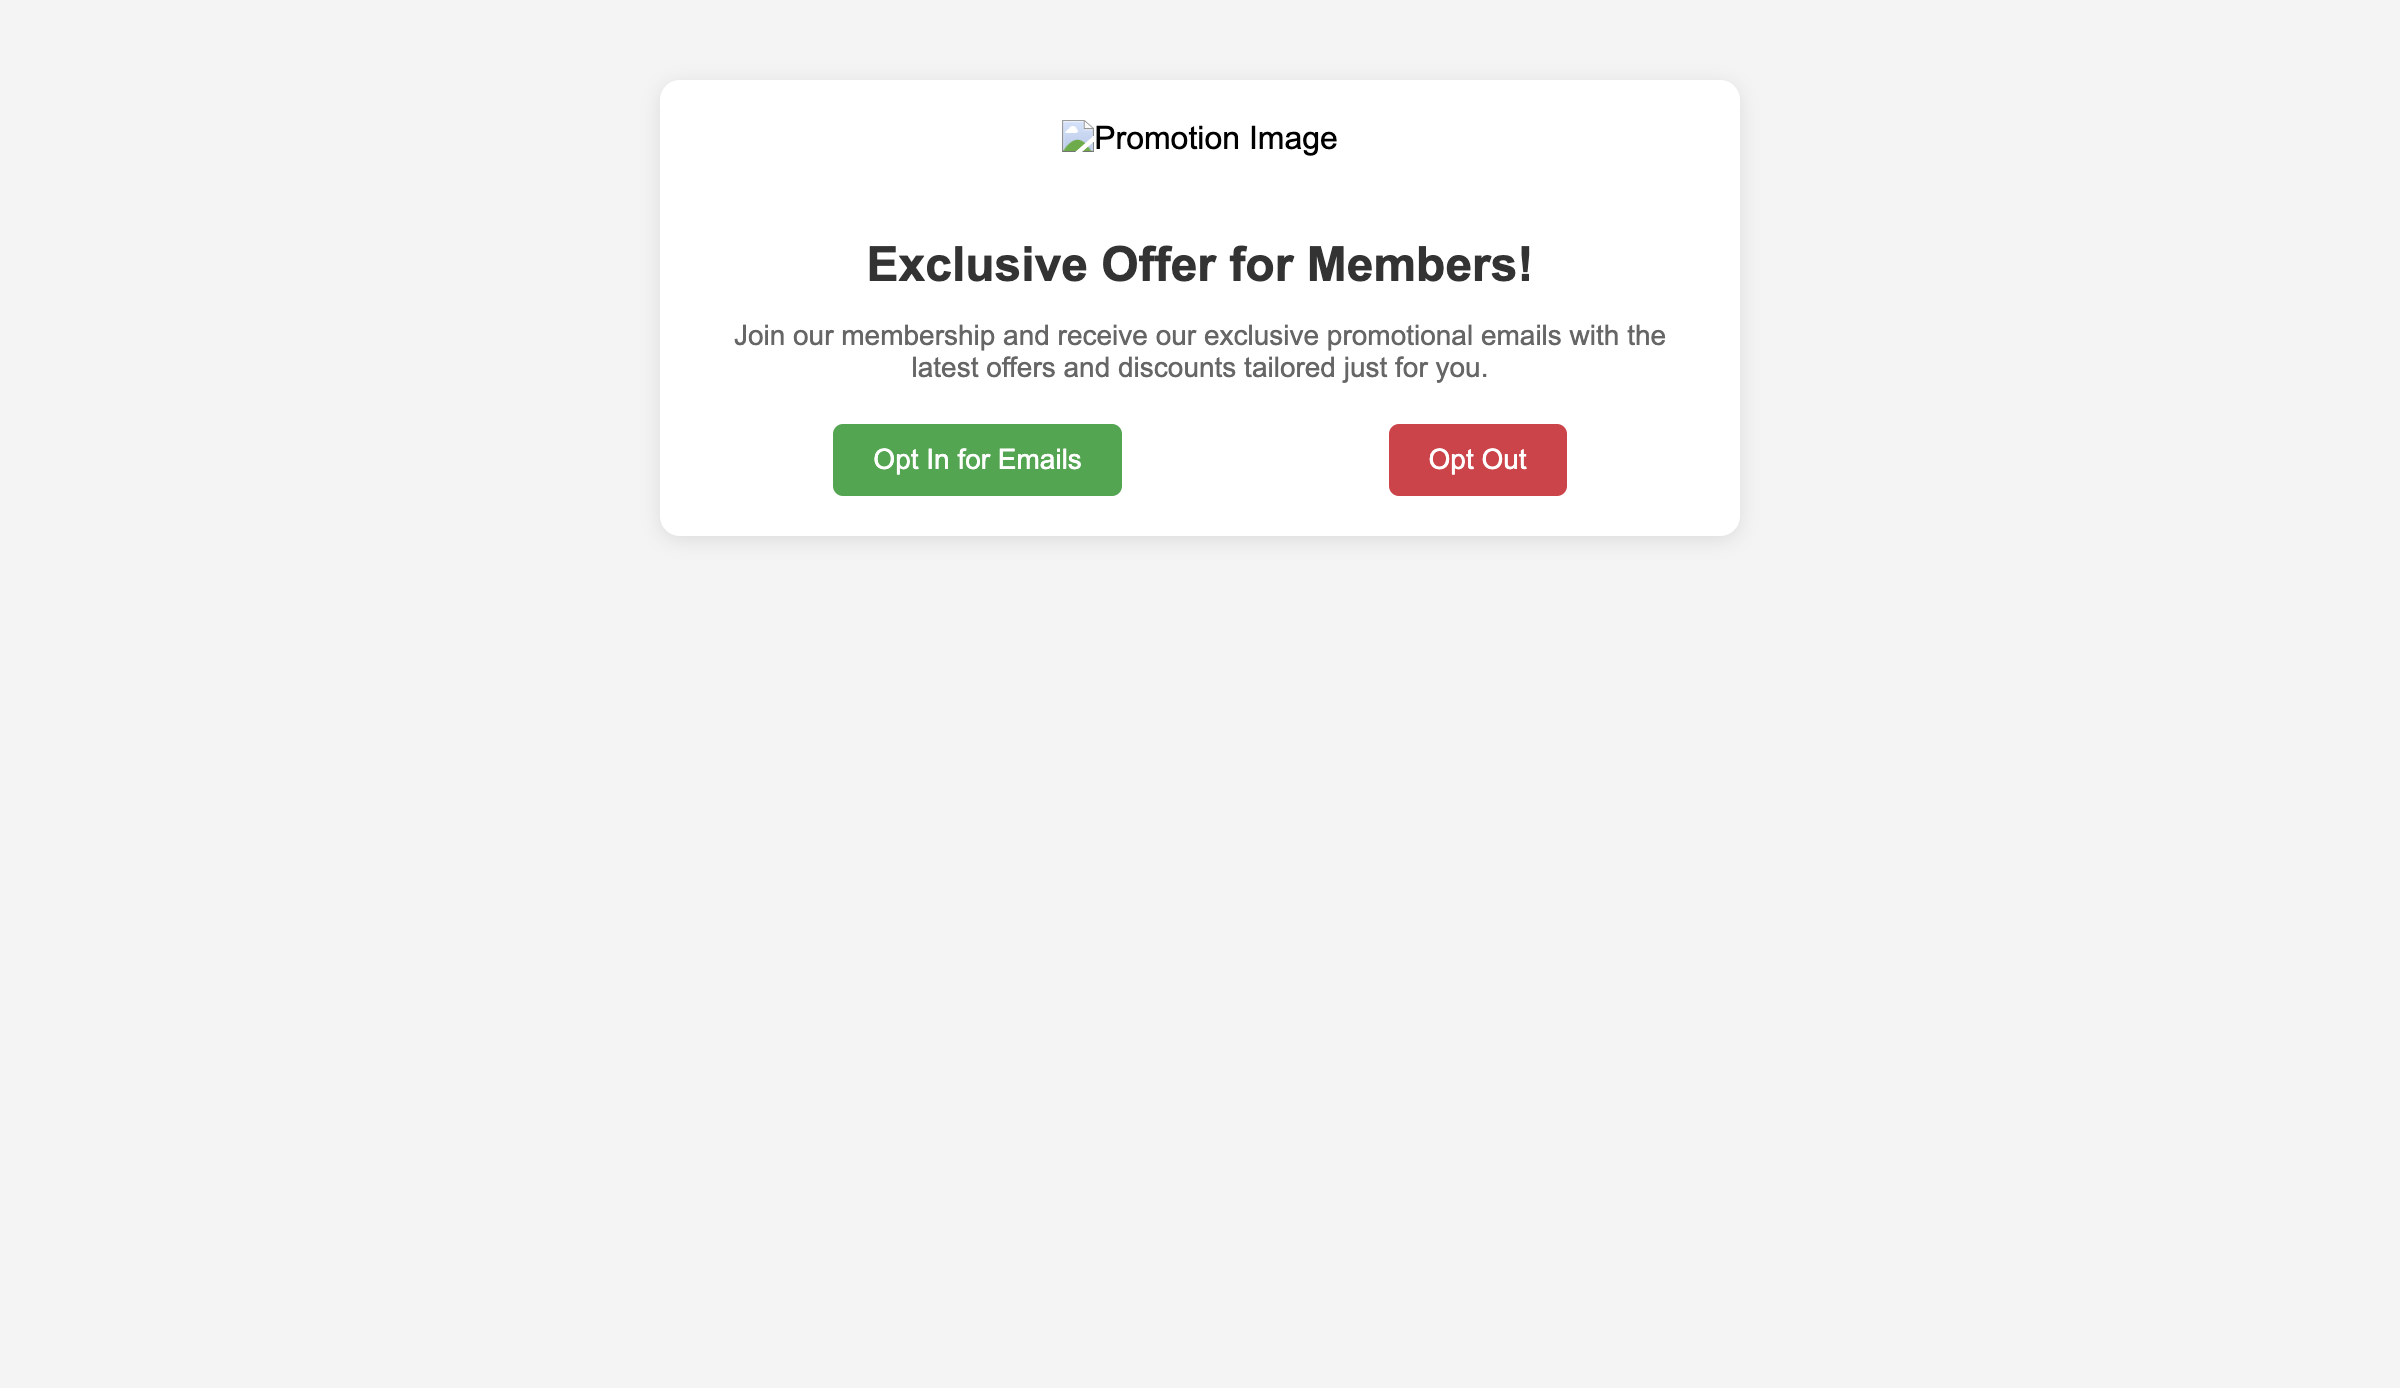 Promotion Image
Exclusive Offer for Members!
Join our membership and receive our exclusive promotional emails with the
latest offers and discounts tailored just for you.
Opt In for Emails
Opt Out